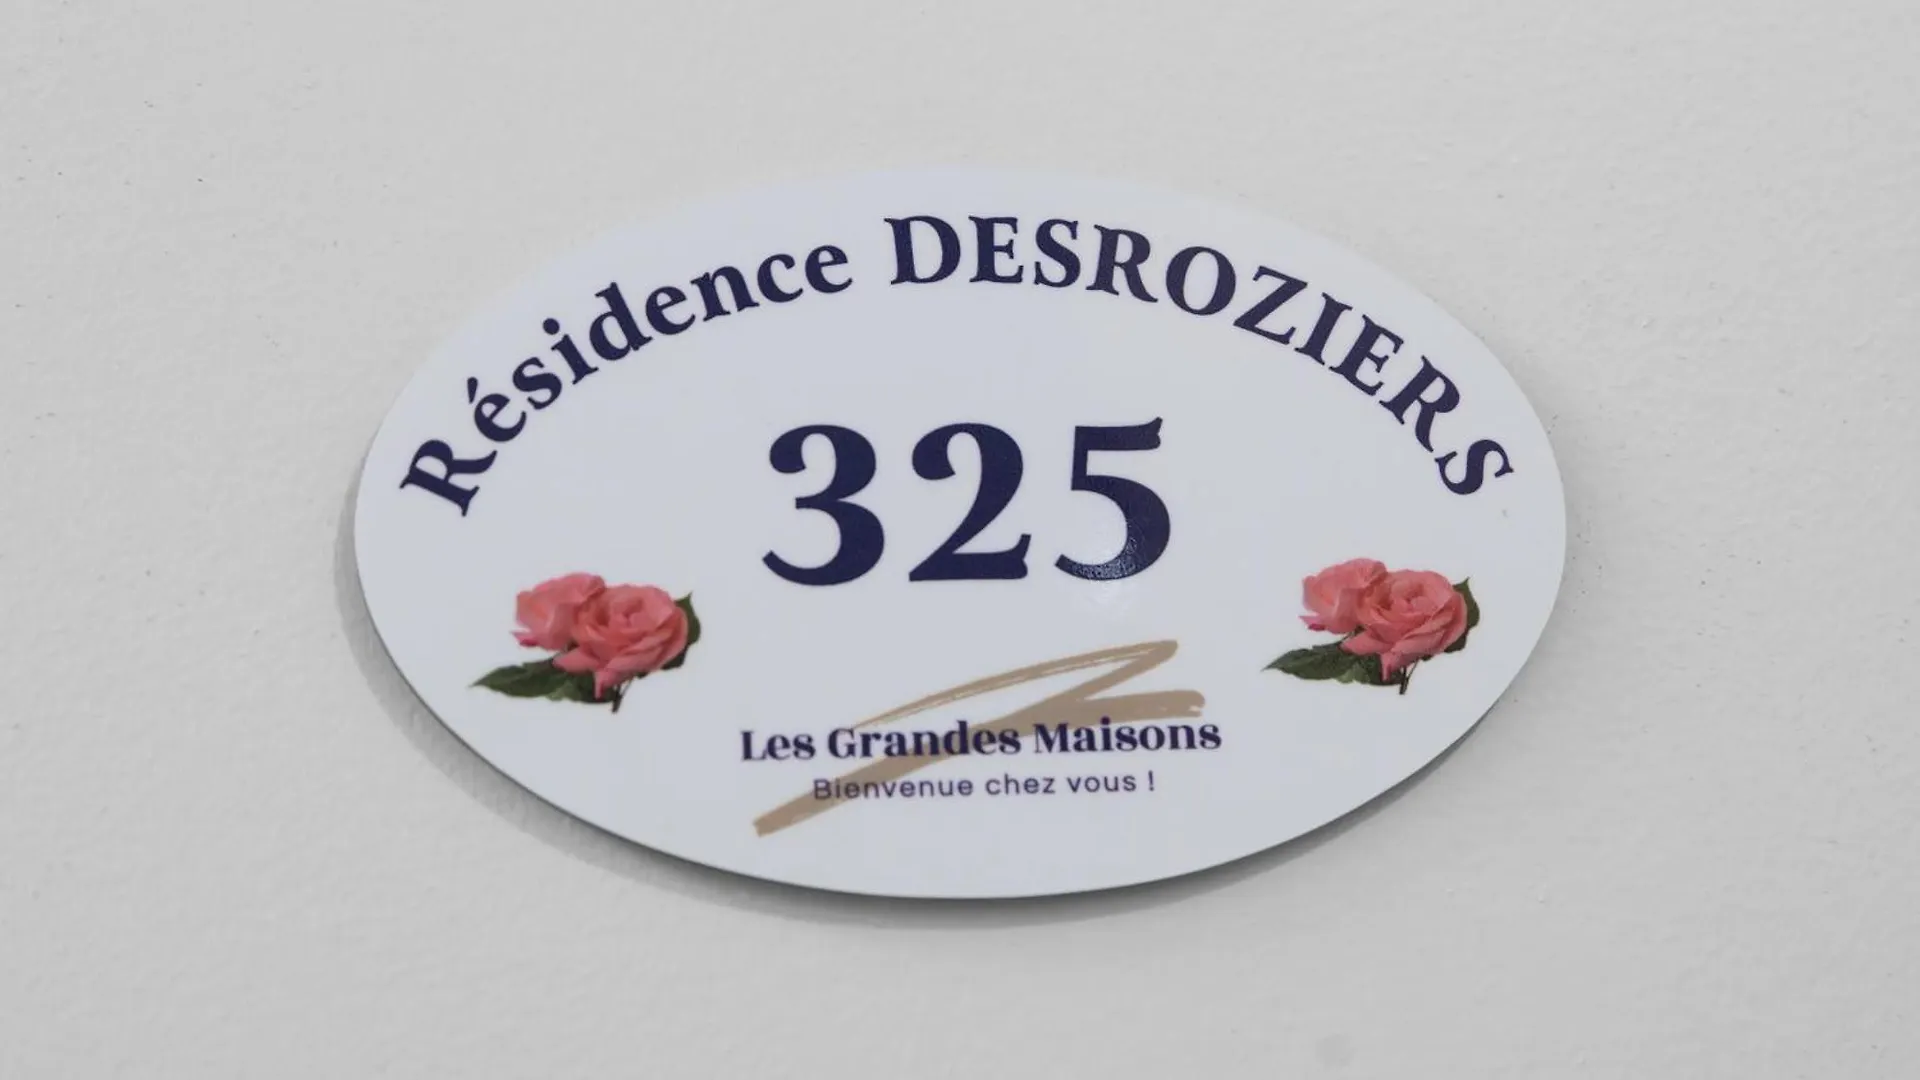 Résidence DESROZIERS
325
Les Grandes Maisons
Bienvenue chez vous !